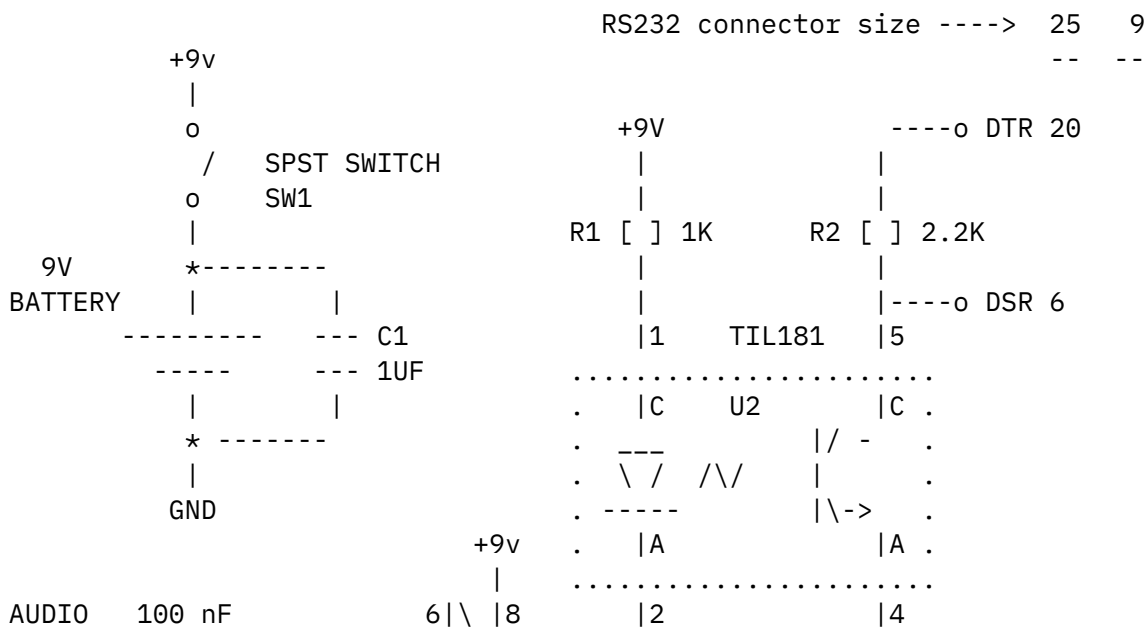 RS232 connector size ----> 25 9
+9v -- --
|
o +9V ----o DTR 20
/ SPST SWITCH | |
o SW1 | |
| R1 [ ] 1K R2 [ ] 2.2K
9V *-------- | |
BATTERY | | | |----o DSR 6
--------- --- C1 |1 TIL181 |5
----- --- 1UF .......................
| | . |C U2 |C .
* ------- . ___ |/ - .
| . \ / /\/ | .
GND . ----- |\-> .
+9v . |A |A .
| .......................
AUDIO 100 nF 6|\ |8 |2 |4